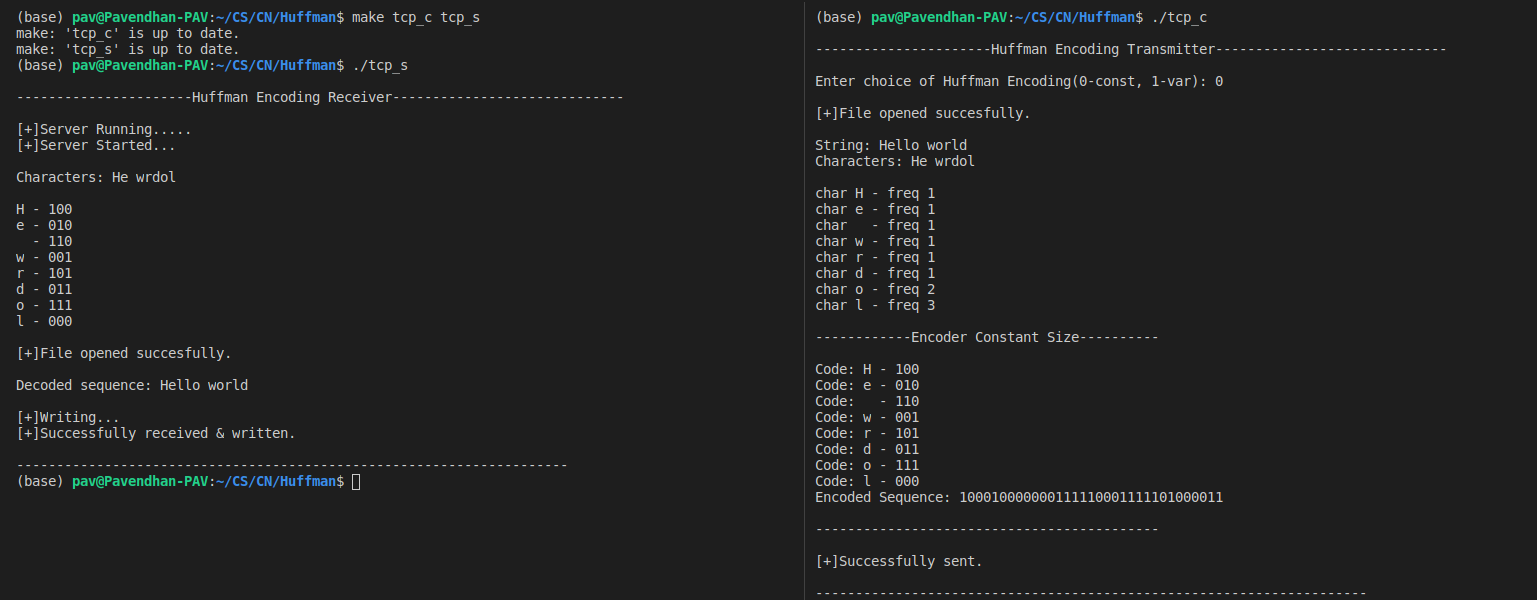 (base) pav@Pavendhan-PAV:~/CS/CN/Huffman$ make tcp_c tcp_s
make: 'tcp_c' is up to date.
make: 'tcp_s' is up to date.
(base) pav@Pavendhan-PAV:~/CS/CN/Huffman$ ./tcp_s
----------------------Huffman Encoding Receiver-----------------------------
[+]Server Running.....
[+]Server Started...
Characters: He wrdol
H - 100
e - 010
  - 110
w - 001
r - 101
d - 011
o - 111
l - 000
[+]File opened succesfully.
Decoded sequence: Hello world
[+]Writing...
[+]Successfully received & written.
---------------------------------------------------------------------
(base) pav@Pavendhan-PAV:~/CS/CN/Huffman$
(base) pav@Pavendhan-PAV:~/CS/CN/Huffman$ ./tcp_c
----------------------Huffman Encoding Transmitter-----------------------------
Enter choice of Huffman Encoding(0-const, 1-var): 0
[+]File opened succesfully.
String: Hello world
Characters: He wrdol
char H - freq 1
char e - freq 1
char   - freq 1
char w - freq 1
char r - freq 1
char d - freq 1
char o - freq 2
char l - freq 3
------------Encoder Constant Size----------
Code: H - 100
Code: e - 010
Code:   - 110
Code: w - 001
Code: r - 101
Code: d - 011
Code: o - 111
Code: l - 000
Encoded Sequence: 100010000000111110001111101000011
-------------------------------------------
[+]Successfully sent.
---------------------------------------------------------------------